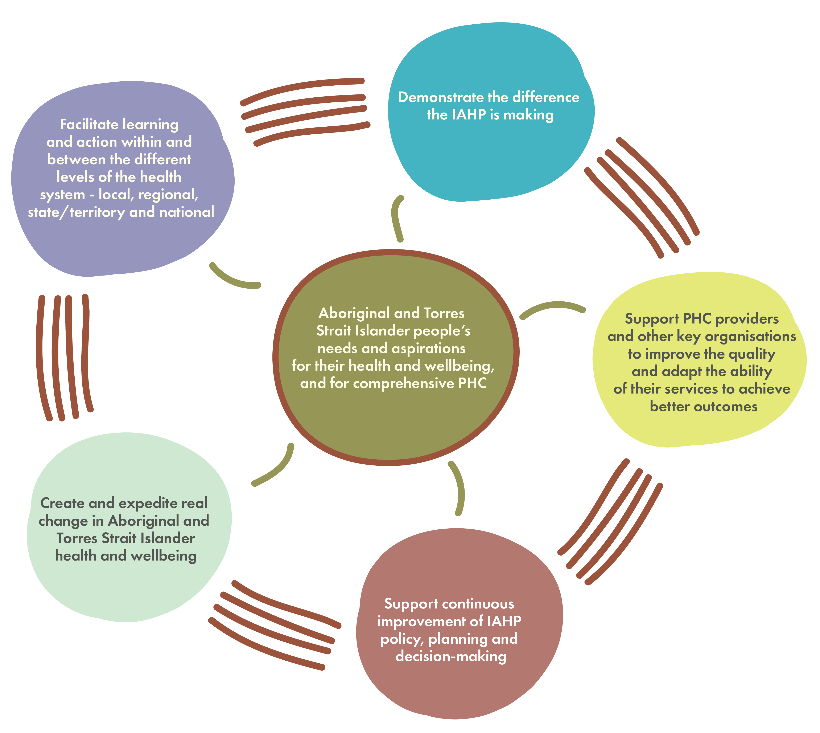 Demonstrate the difference
the IAHP is making
Facilitate learning
and action within and
between the different
levels of the health
system - local, regional,
state/territory and national
Aboriginal and Torres
Strait Islander people's
needs and aspirations
for their health and wellbeing,
and for comprehensive PHC
Support PHC providers
and other key organisations
to improve the quality
and adapt the ability
of their services to achieve
better outcomes
Create and expedite real
change in Aboriginal and
Torres Strait Islander
health and wellbeing
Support continuous
improvement of IAHP
policy, planning and
decision-making